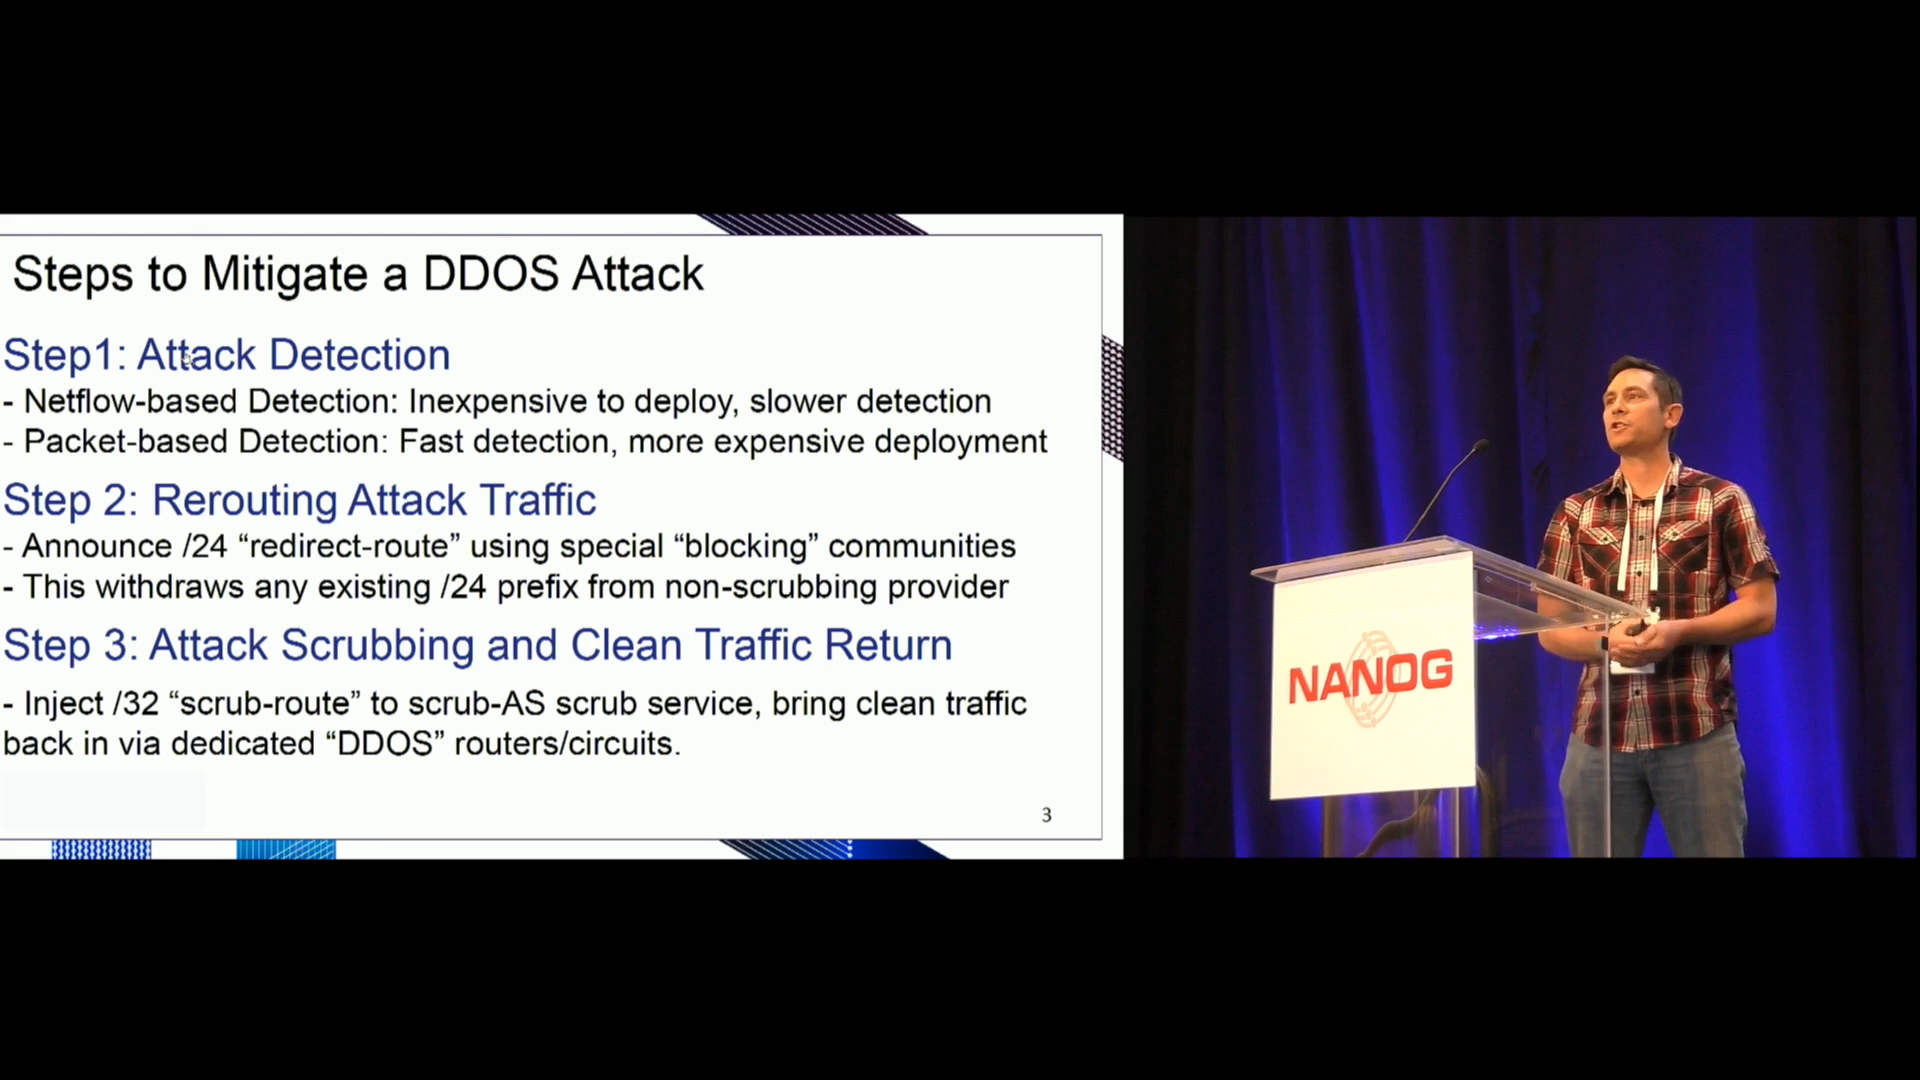 Steps to Mitigate a DDOS Attack
Step1: Attack Detection
- Netflow-based Detection: Inexpensive to deploy, slower detection
- Packet-based Detection: Fast detection, more expensive deployment
Step 2: Rerouting Attack Traffic
- Announce /24 “redirect-route” using special “blocking” communities
- This withdraws any existing /24 prefix from non-scrubbing provider
Step 3: Attack Scrubbing and Clean Traffic Return
- Inject /32 “scrub-route” to scrub-AS scrub service, bring clean traffic
back in via dedicated “DDOS” routers/circuits.
3
NANOG